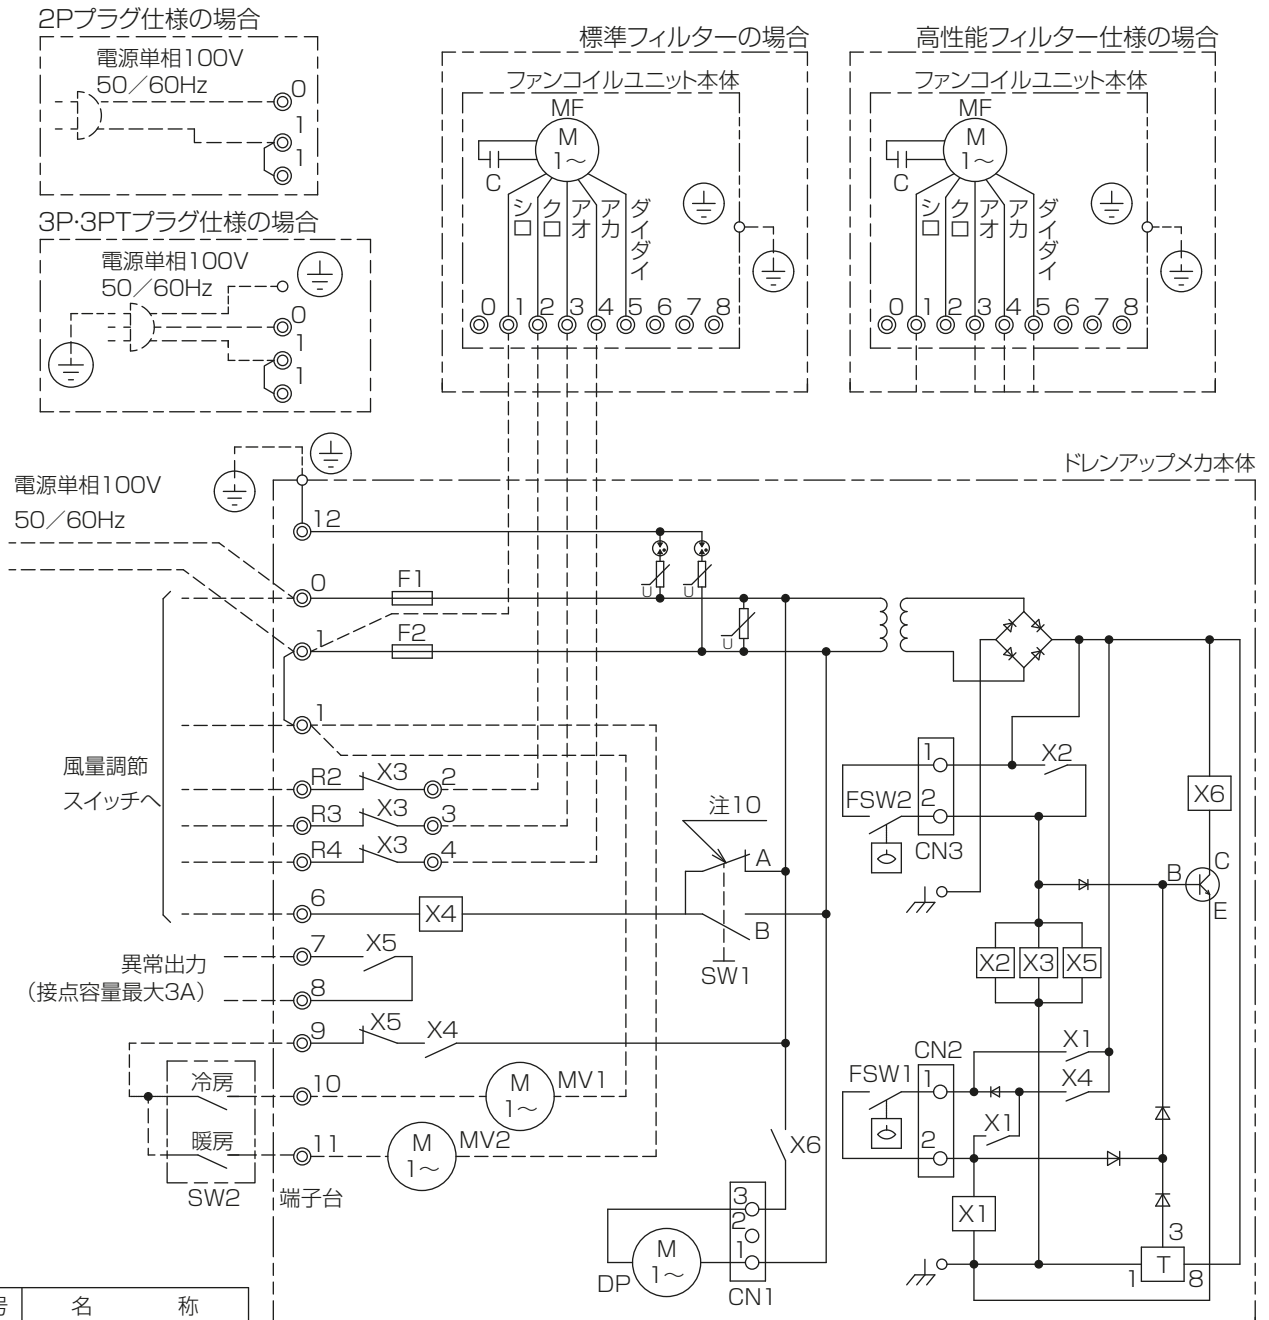 2Pプラグ仕様の場合
電源単相100V
50／60Hz
0
1
1
3P・3PTプラグ仕様の場合
電源単相100V
50／60Hz
0
1
1
標準フィルターの場合
ファンコイルユニット本体
MF
M
1～
C
シロ
クロ
アオ
アカ
ダイダイ
0 1 2 3 4 5 6 7 8
高性能フィルター仕様の場合
ファンコイルユニット本体
MF
M
1～
C
シロ
クロ
アオ
アカ
ダイダイ
0 1 2 3 4 5 6 7 8
ドレンアップメカ本体
電源単相100V
50／60Hz
12
0
F1
U
U
1
F2
U
1
風量調節
スイッチへ
R2 X3 2
R3 X3 3
R4 X3 4
注10
A
6
X4
B
SW1
異常出力
（接点容量最大3A）
7
X5
8
9
X5
X4
冷房
10
M
1～
MV1
暖房
11
M
1～
MV2
SW2
端子台
X6
3
2
1
CN1
M
1～
DP
1
2
CN3
FSW2
X2
X6
B
C
E
X2
X3
X5
CN2
FSW1
1
2
X1
X4
X1
X1
3
T
1
8
号
名 称